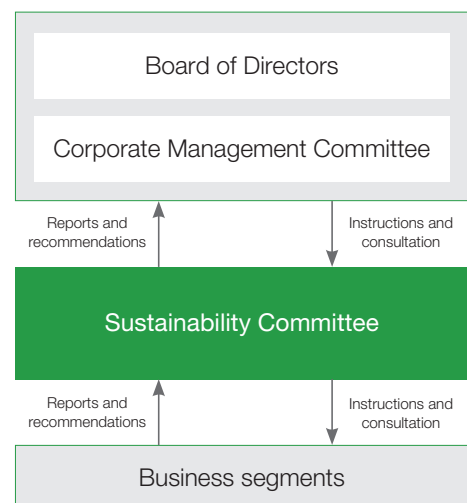 Board of Directors
Corporate Management Committee
Reports and
recommendations
Instructions and
consultation
Sustainability Committee
Reports and
recommendations
Instructions and
consultation
Business segments